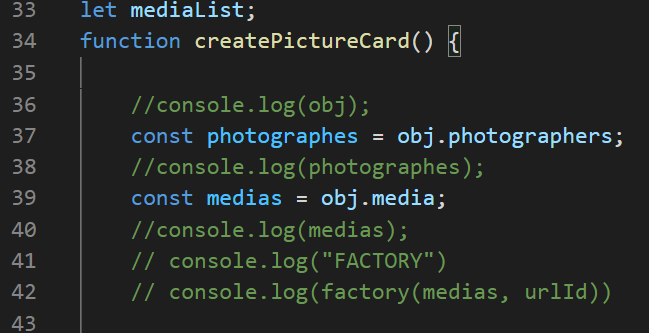 33 let mediaList;
34 function createPictureCard() {
35
36 //console.log(obj);
37 const photographes = obj.photographers;
38 //console.log(photographes);
39 const medias = obj.media;
40 //console.log(medias);
41 // console.log("FACTORY")
42 // console.log(factory(medias, urlId))
43